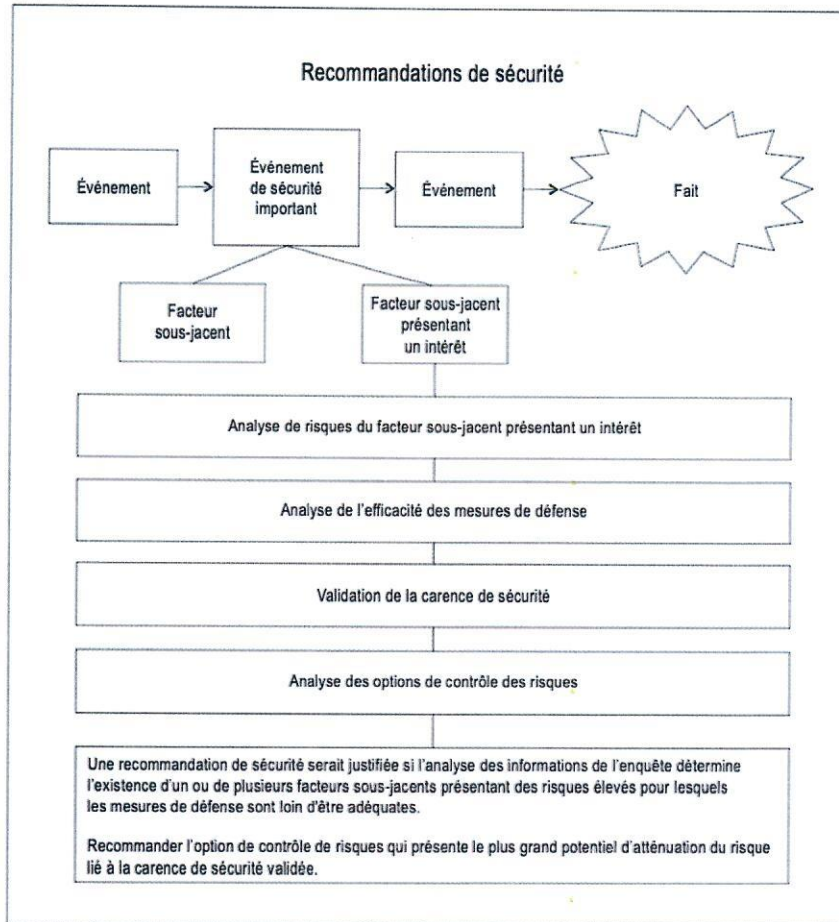 Recommandations de sécurité
Événement
Événement
de sécurité
important
Événement
Fait
Facteur
sous-jacent
Facteur sous-jacent
présentant
un intérêt
Analyse de risques du facteur sous-jacent présentant un intérêt
Analyse de l'efficacité des mesures de défense
Validation de la carence de sécurité
Analyse des options de contrôle des risques
Une recommandation de sécurité serait justifiée si l'analyse des informations de l'enquête détermine
l'existence d'un ou de plusieurs facteurs sous-jacents présentant des risques élevés pour lesquels
les mesures de défense sont loin d'être adéquates.
Recommander l'option de contrôle de risques qui présente le plus grand potentiel d'atténuation du risque
lié à la carence de sécurité validée.